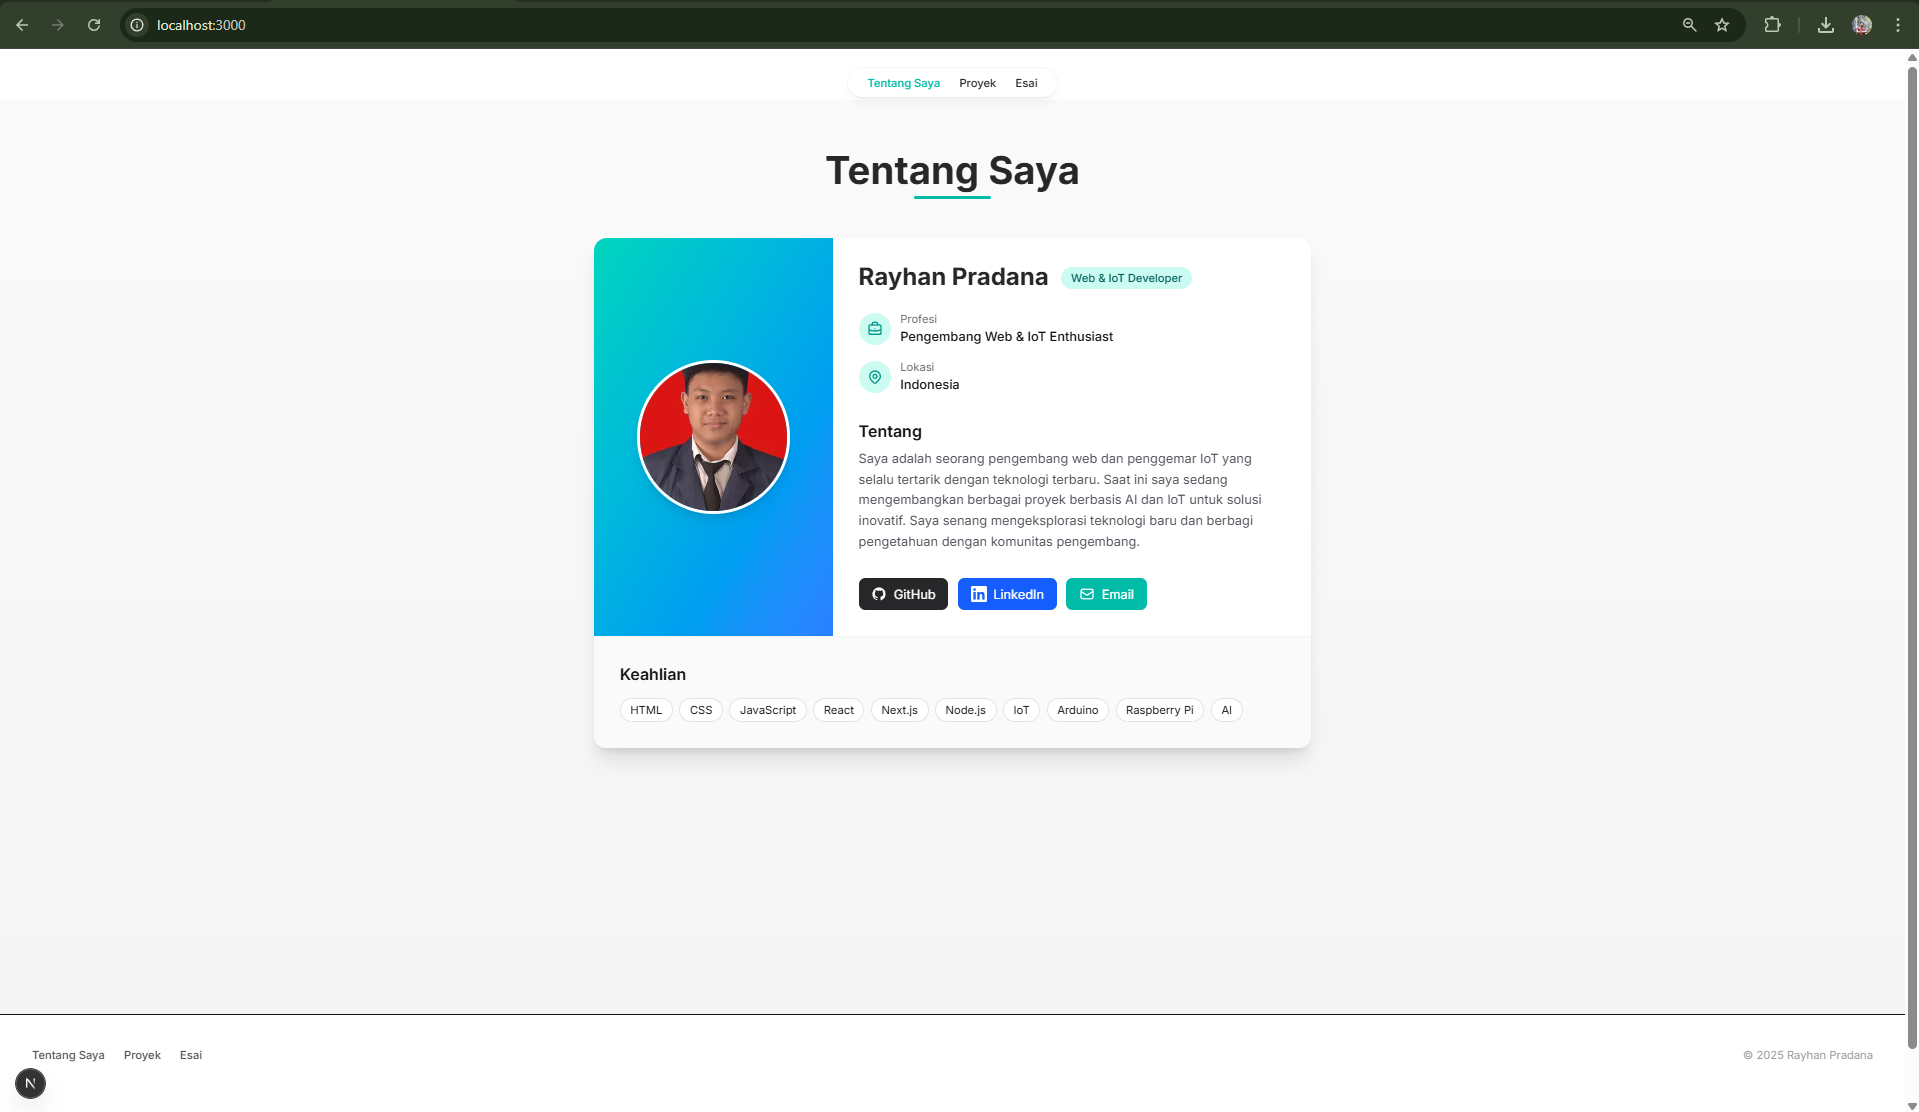 localhost:3000
Tentang Saya Proyek Esai
Tentang Saya
Rayhan Pradana Web & IoT Developer
Profesi
Pengembang Web & IoT Enthusiast
Lokasi
Indonesia
Tentang
Saya adalah seorang pengembang web dan penggemar IoT yang
selalu tertarik dengan teknologi terbaru. Saat ini saya sedang
mengembangkan berbagai proyek berbasis AI dan IoT untuk solusi
inovatif. Saya senang mengeksplorasi teknologi baru dan berbagi
pengetahuan dengan komunitas pengembang.
GitHub LinkedIn Email
Keahlian
HTML CSS JavaScript React Next.js Node.js IoT Arduino Raspberry Pi AI
Tentang Saya Proyek Esai © 2025 Rayhan Pradana
N